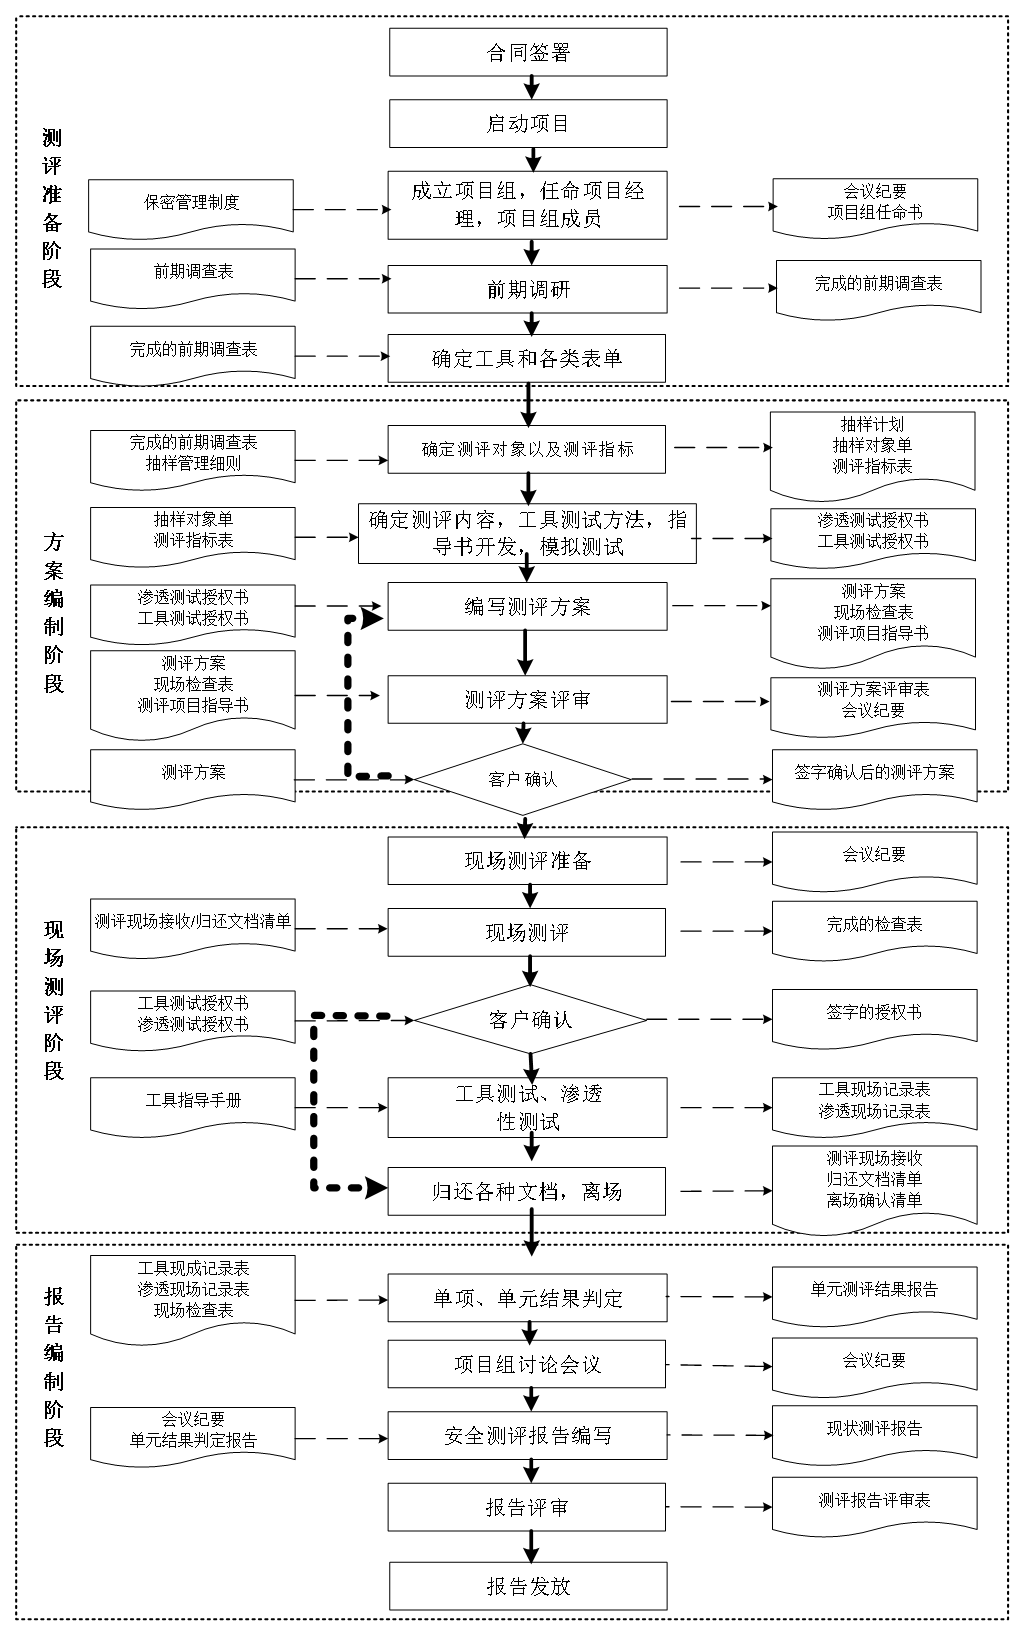 测评准备阶段
合同签署
启动项目
保密管理制度
成立项目组，任命项目经
理，项目组成员
会议纪要
项目组任命书
前期调查表
前期调研
完成的前期调查表
完成的前期调查表
确定工具和各类表单
方案编制阶段
完成的前期调查表
抽样管理细则
确定测评对象以及测评指标
抽样计划
抽样对象单
测评指标表
抽样对象单
测评指标表
确定测评内容，工具测试方法，指
导书开发，模拟测试
渗透测试授权书
工具测试授权书
渗透测试授权书
工具测试授权书
编写测评方案
测评方案
现场检查表
测评项目指导书
测评方案
现场检查表
测评项目指导书
测评方案评审
测评方案评审表
会议纪要
测评方案
客户确认
签字确认后的测评方案
现场测评阶段
现场测评准备
会议纪要
测评现场接收/归还文档清单
现场测评
完成的检查表
工具测试授权书
渗透测试授权书
客户确认
签字的授权书
工具指导手册
工具测试、渗透
性测试
工具现场记录表
渗透现场记录表
归还各种文档，离场
测评现场接收
归还文档清单
离场确认清单
报告编制阶段
工具现成记录表
渗透现场记录表
现场检查表
单项、单元结果判定
单元测评结果报告
项目组讨论会议
会议纪要
会议纪要
单元结果判定报告
安全测评报告编写
现状测评报告
报告评审
测评报告评审表
报告发放